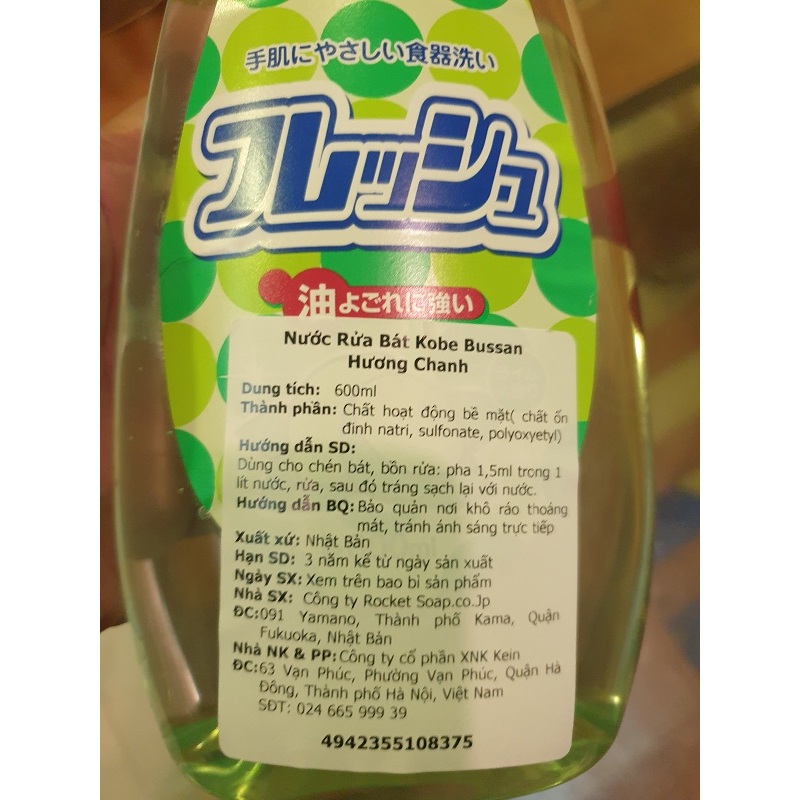 手肌にやさしい食器洗い
フレッシュ
油よごれに強い
Nước Rửa Bát Kobe Bussan
Hương Chanh
Dung tích: 600ml
Thành phần: Chất hoạt động bề mặt( chất ổn
định natri, sulfonate, polyoxyetyl)
Hướng dẫn SD:
Dùng cho chén bát, bồn rửa: pha 1,5ml trong 1
lít nước, rửa, sau đó tráng sạch lại với nước.
Hướng dẫn BQ: Bảo quản nơi khô ráo thoáng
mát, tránh ánh sáng trực tiếp
Xuất xứ: Nhật Bản
Hạn SD: 3 năm kể từ ngày sản xuất
Ngày SX: Xem trên bao bì sản phẩm
Nhà SX: Công ty Rocket Soap.co.Jp
ĐC:091 Yamano, Thành phố Kama, Quận
Fukuoka, Nhật Bản
Nhà NK & PP: Công ty cổ phần XNK Kein
ĐC:63 Vạn Phúc, Phường Vạn Phúc, Quận Hà
Đông, Thành phố Hà Nội, Việt Nam
SĐT: 024 665 999 39
4942355108375